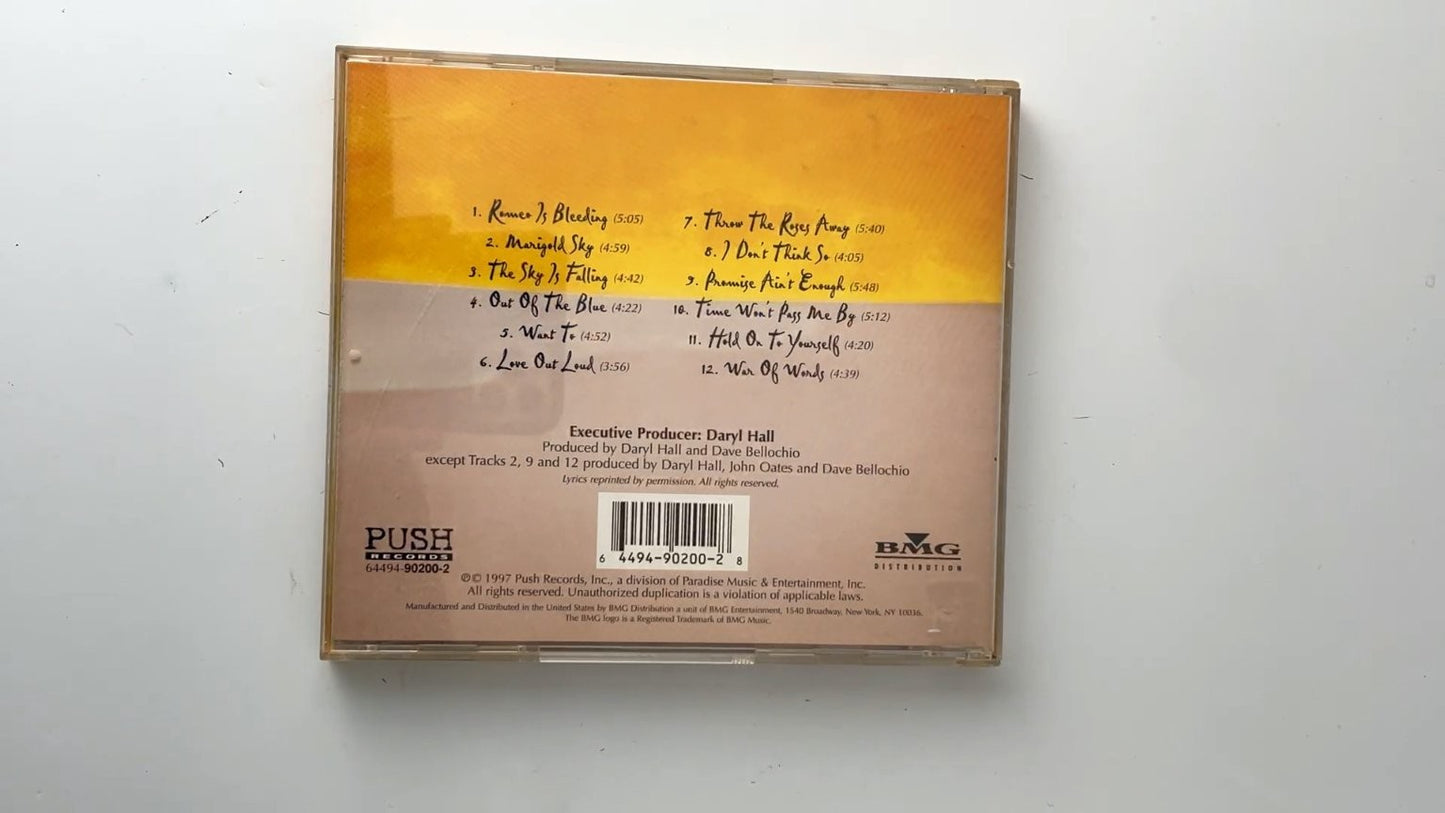 1. Romeo Is Bleeding (5:05)
2. Marigold Sky (4:59)
3. The Sky Is Falling (4:42)
4. Out Of The Blue (4:22)
5. Want To (4:52)
6. Love Out Loud (3:56)
7. Throw The Roses Away (5:40)
8. I Don't Think So (4:05)
9. Promise Ain't Enough (5:48)
10. Time Won't Pass Me By (5:12)
11. Hold On To Yourself (4:20)
12. War Of Words (4:39)
Executive Producer: Daryl Hall
Produced by Daryl Hall and Dave Bellochio
except Tracks 2, 9 and 12 produced by Daryl Hall, John Oates and Dave Bellochio
Lyrics reprinted by permission. All rights reserved.
PUSH
RECORDS
64494-90200-2
6 4494-90200-2 8
BMG
DISTRIBUTION
℗© 1997 Push Records, Inc., a division of Paradise Music & Entertainment, Inc.
All rights reserved. Unauthorized duplication is a violation of applicable laws.
Manufactured and Distributed in the United States by BMG Distribution a unit of BMG Entertainment, 1540 Broadway, New York, NY 10036.
The BMG logo is a Registered Trademark of BMG Music.